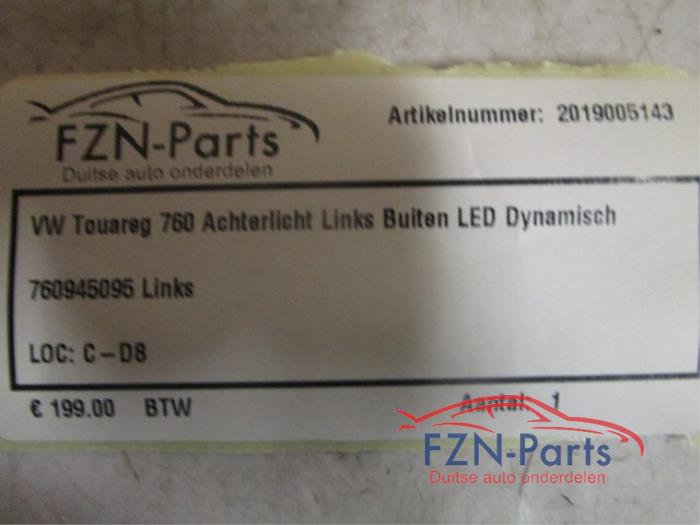 FZN-Parts
Duitse auto onderdelen
Artikelnummer: 2019005143
VW Touareg 760 Achterlicht Links Buiten LED Dynamisch
760945095 Links
LOC: C-D8
€ 199.00 BTW
Aantal: 1
FZN-Parts
Duitse auto onderdelen